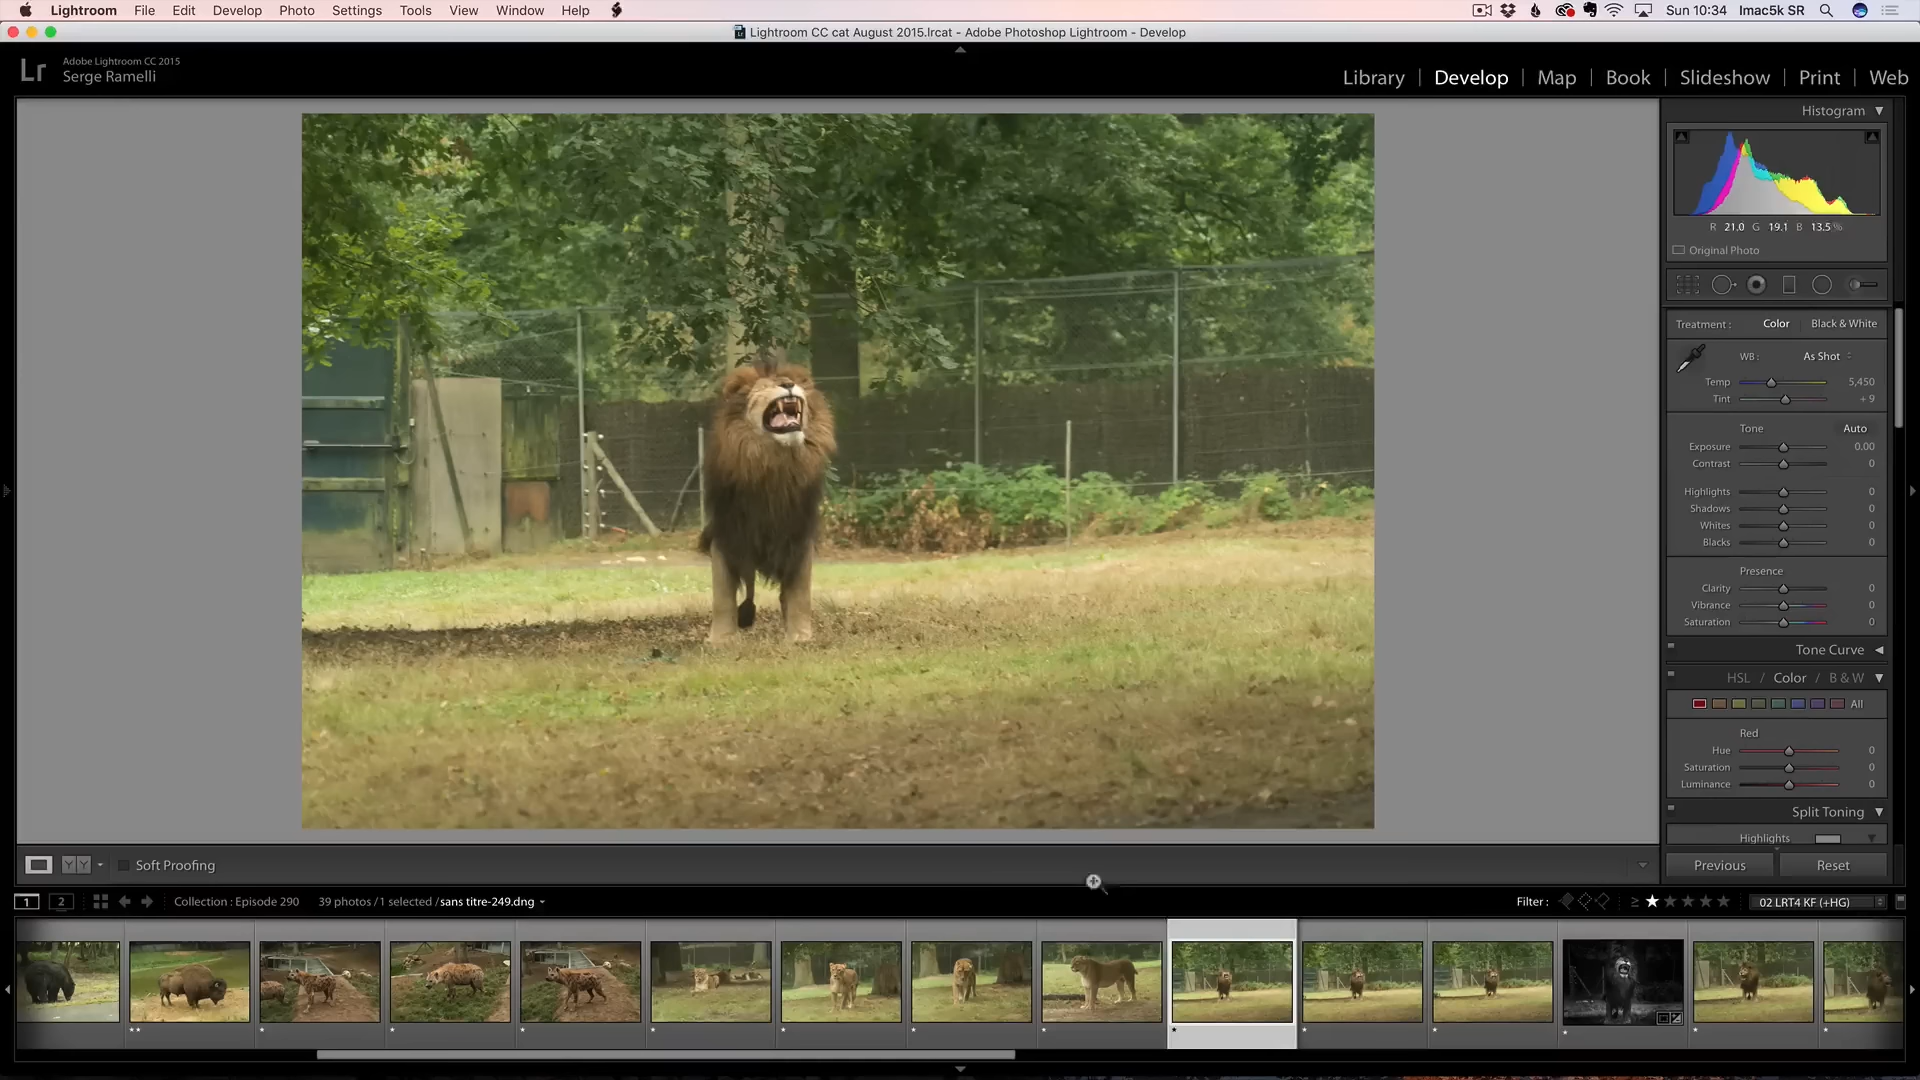 Lightroom File Edit Develop Photo Settings Tools View Window Help Sun 10:34 Imac5k SR
Lightroom CC cat August 2015.lrcat - Adobe Photoshop Lightroom - Develop
Lr Adobe Lightroom CC 2015
Serge Ramelli
Library | Develop | Map | Book | Slideshow | Print | Web
Histogram
R 21.0 G 19.1 B 13.5 %
Original Photo
Treatment : Color Black & White
WB : As Shot
Temp 5,450
Tint + 9
Tone Auto
Exposure 0.00
Contrast 0
Highlights 0
Shadows 0
Whites 0
Blacks 0
Presence
Clarity 0
Vibrance 0
Saturation 0
Tone Curve
HSL / Color / B & W
All
Red
Hue 0
Saturation 0
Luminance 0
Split Toning
Highlights
Y Y Soft Proofing Previous Reset
1 2 Collection : Episode 290 39 photos / 1 selected / sans titre-249.dng Filter : ≥ ★★★★★ 02 LRT4 KF (+HG)